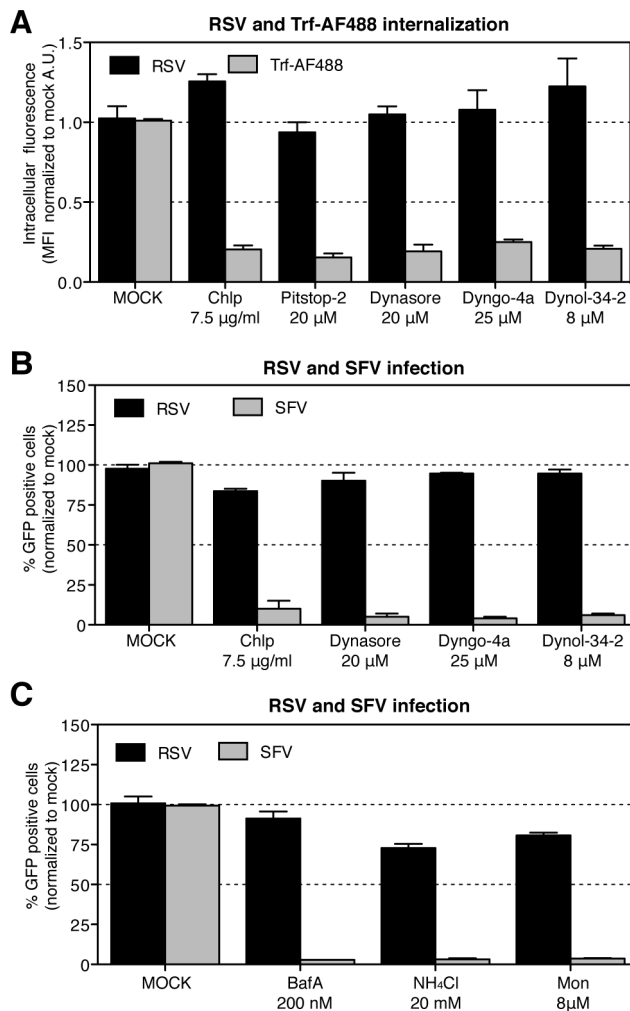 A
RSV and Trf-AF488 internalization
Intracellular fluorescence
(MFI normalized to mock A.U.)
1.5
1.0
0.5
0.0
RSV Trf-AF488
MOCK Chlp Pitstop-2 Dynasore Dyngo-4a Dynol-34-2
7.5 μg/ml 20 μM 20 μM 25 μM 8 μM
B
RSV and SFV infection
% GFP positive cells
(normalized to mock)
150
100
75
50
25
0
RSV SFV
MOCK Chlp Dynasore Dyngo-4a Dynol-34-2
7.5 μg/ml 20 μM 25 μM 8 μM
C
RSV and SFV infection
% GFP positive cells
(normalized to mock)
150
125
100
75
50
25
0
RSV SFV
MOCK BafA NH₄Cl Mon
200 nM 20 mM 8μM